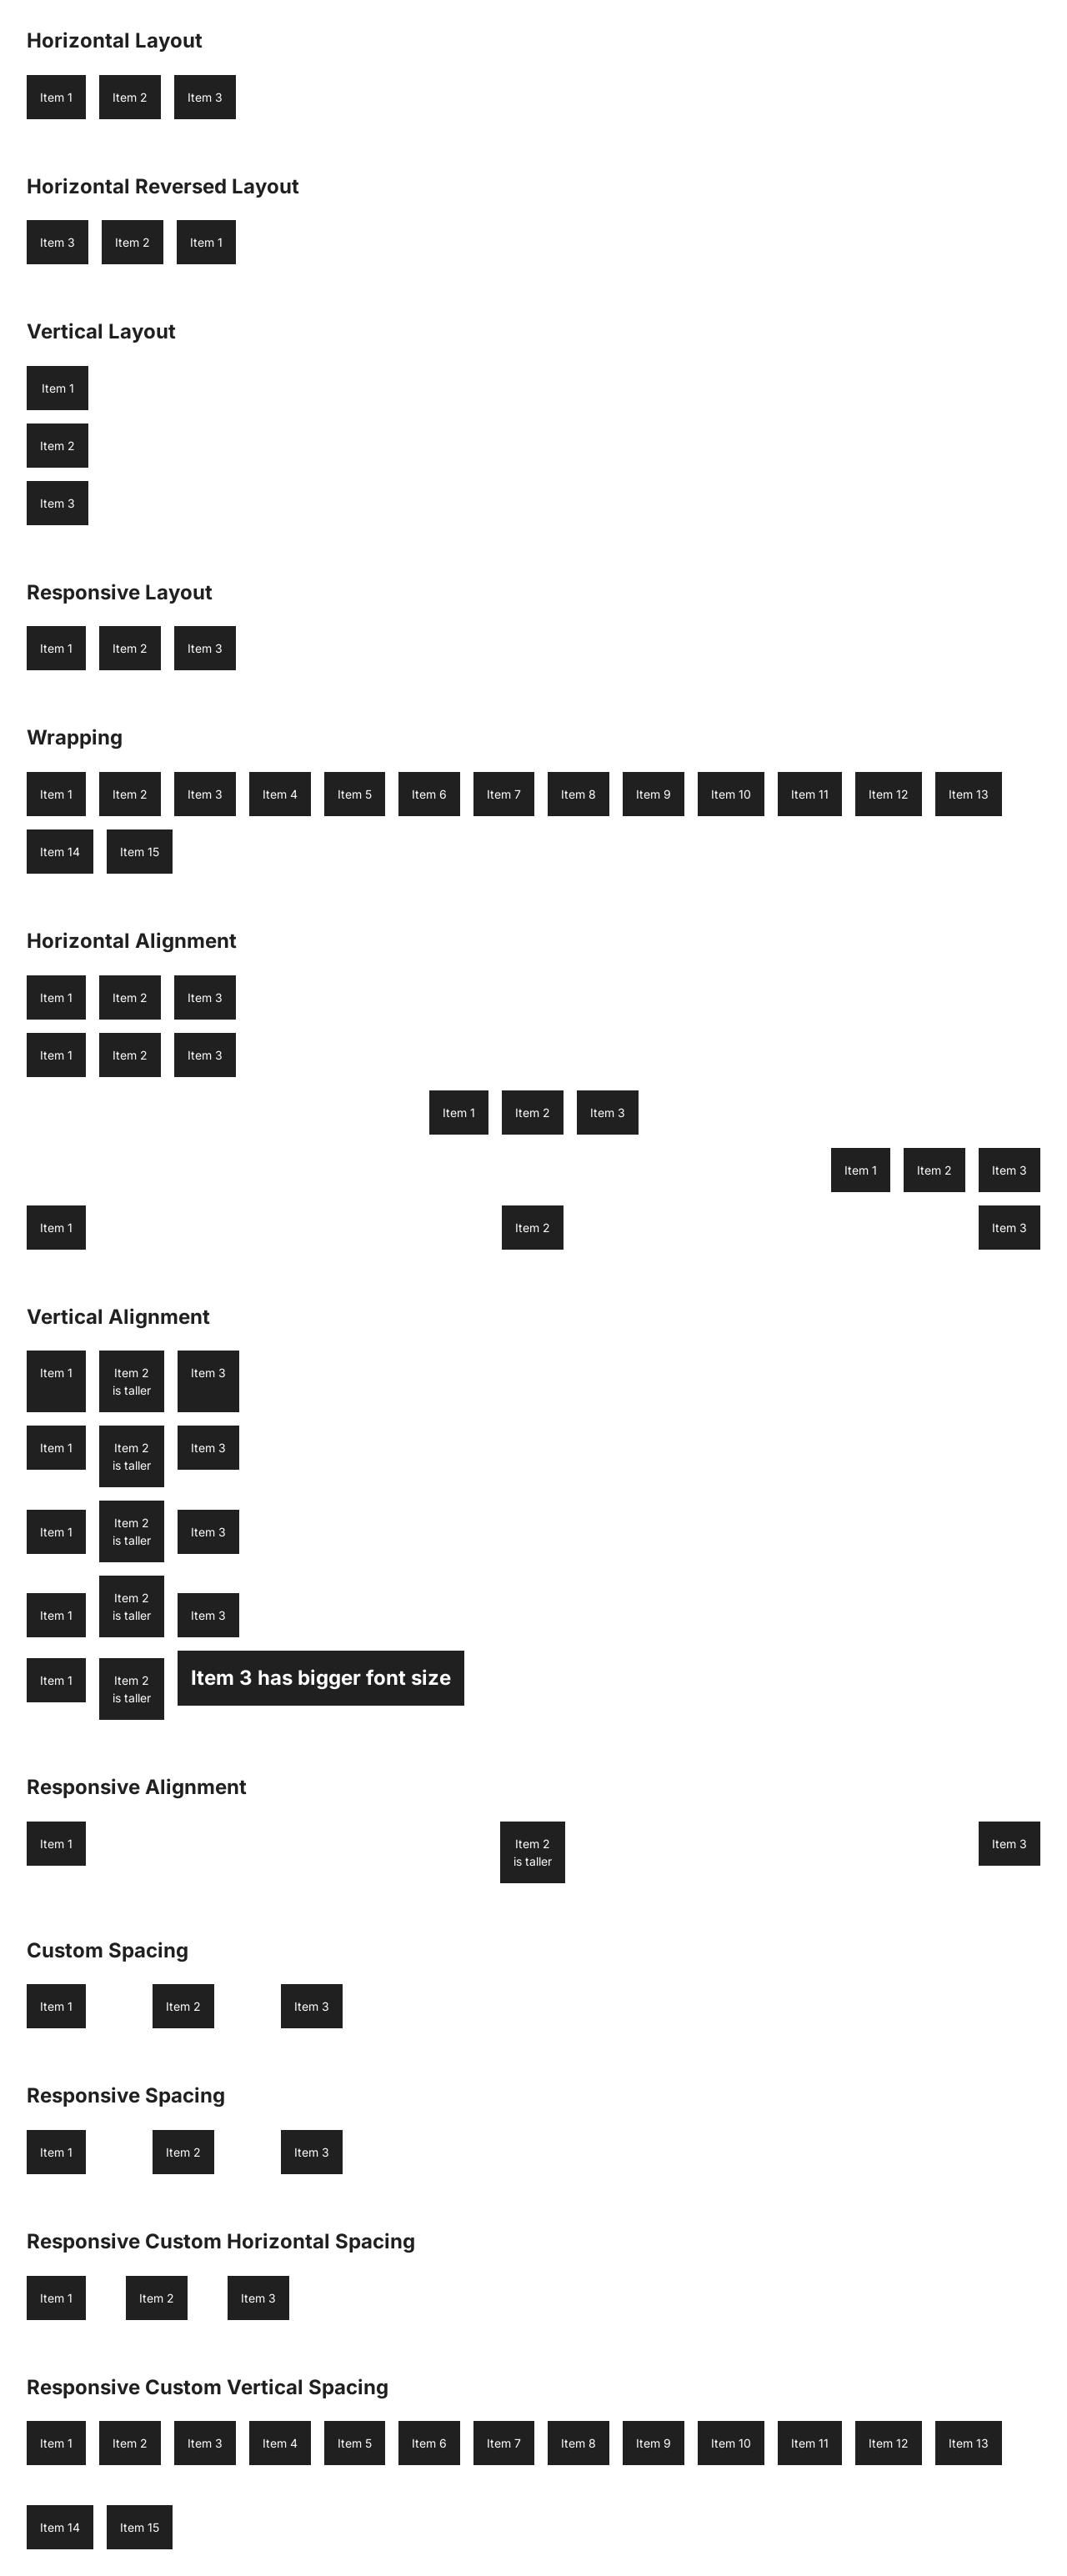 Horizontal Layout
Item 1 Item 2 Item 3
Horizontal Reversed Layout
Item 3 Item 2 Item 1
Vertical Layout
Item 1
Item 2
Item 3
Responsive Layout
Item 1 Item 2 Item 3
Wrapping
Item 1 Item 2 Item 3 Item 4 Item 5 Item 6 Item 7 Item 8 Item 9 Item 10 Item 11 Item 12 Item 13
Item 14 Item 15
Horizontal Alignment
Item 1 Item 2 Item 3
Item 1 Item 2 Item 3
Item 1 Item 2 Item 3
Item 1 Item 2 Item 3
Item 1 Item 2 Item 3
Vertical Alignment
Item 1 Item 2 Item 3
is taller
Item 1 Item 2 Item 3
is taller
Item 2
Item 1 is taller Item 3
Item 2
Item 1 is taller Item 3
Item 1 Item 2 Item 3 has bigger font size
is taller
Responsive Alignment
Item 1 Item 2 Item 3
is taller
Custom Spacing
Item 1 Item 2 Item 3
Responsive Spacing
Item 1 Item 2 Item 3
Responsive Custom Horizontal Spacing
Item 1 Item 2 Item 3
Responsive Custom Vertical Spacing
Item 1 Item 2 Item 3 Item 4 Item 5 Item 6 Item 7 Item 8 Item 9 Item 10 Item 11 Item 12 Item 13
Item 14 Item 15